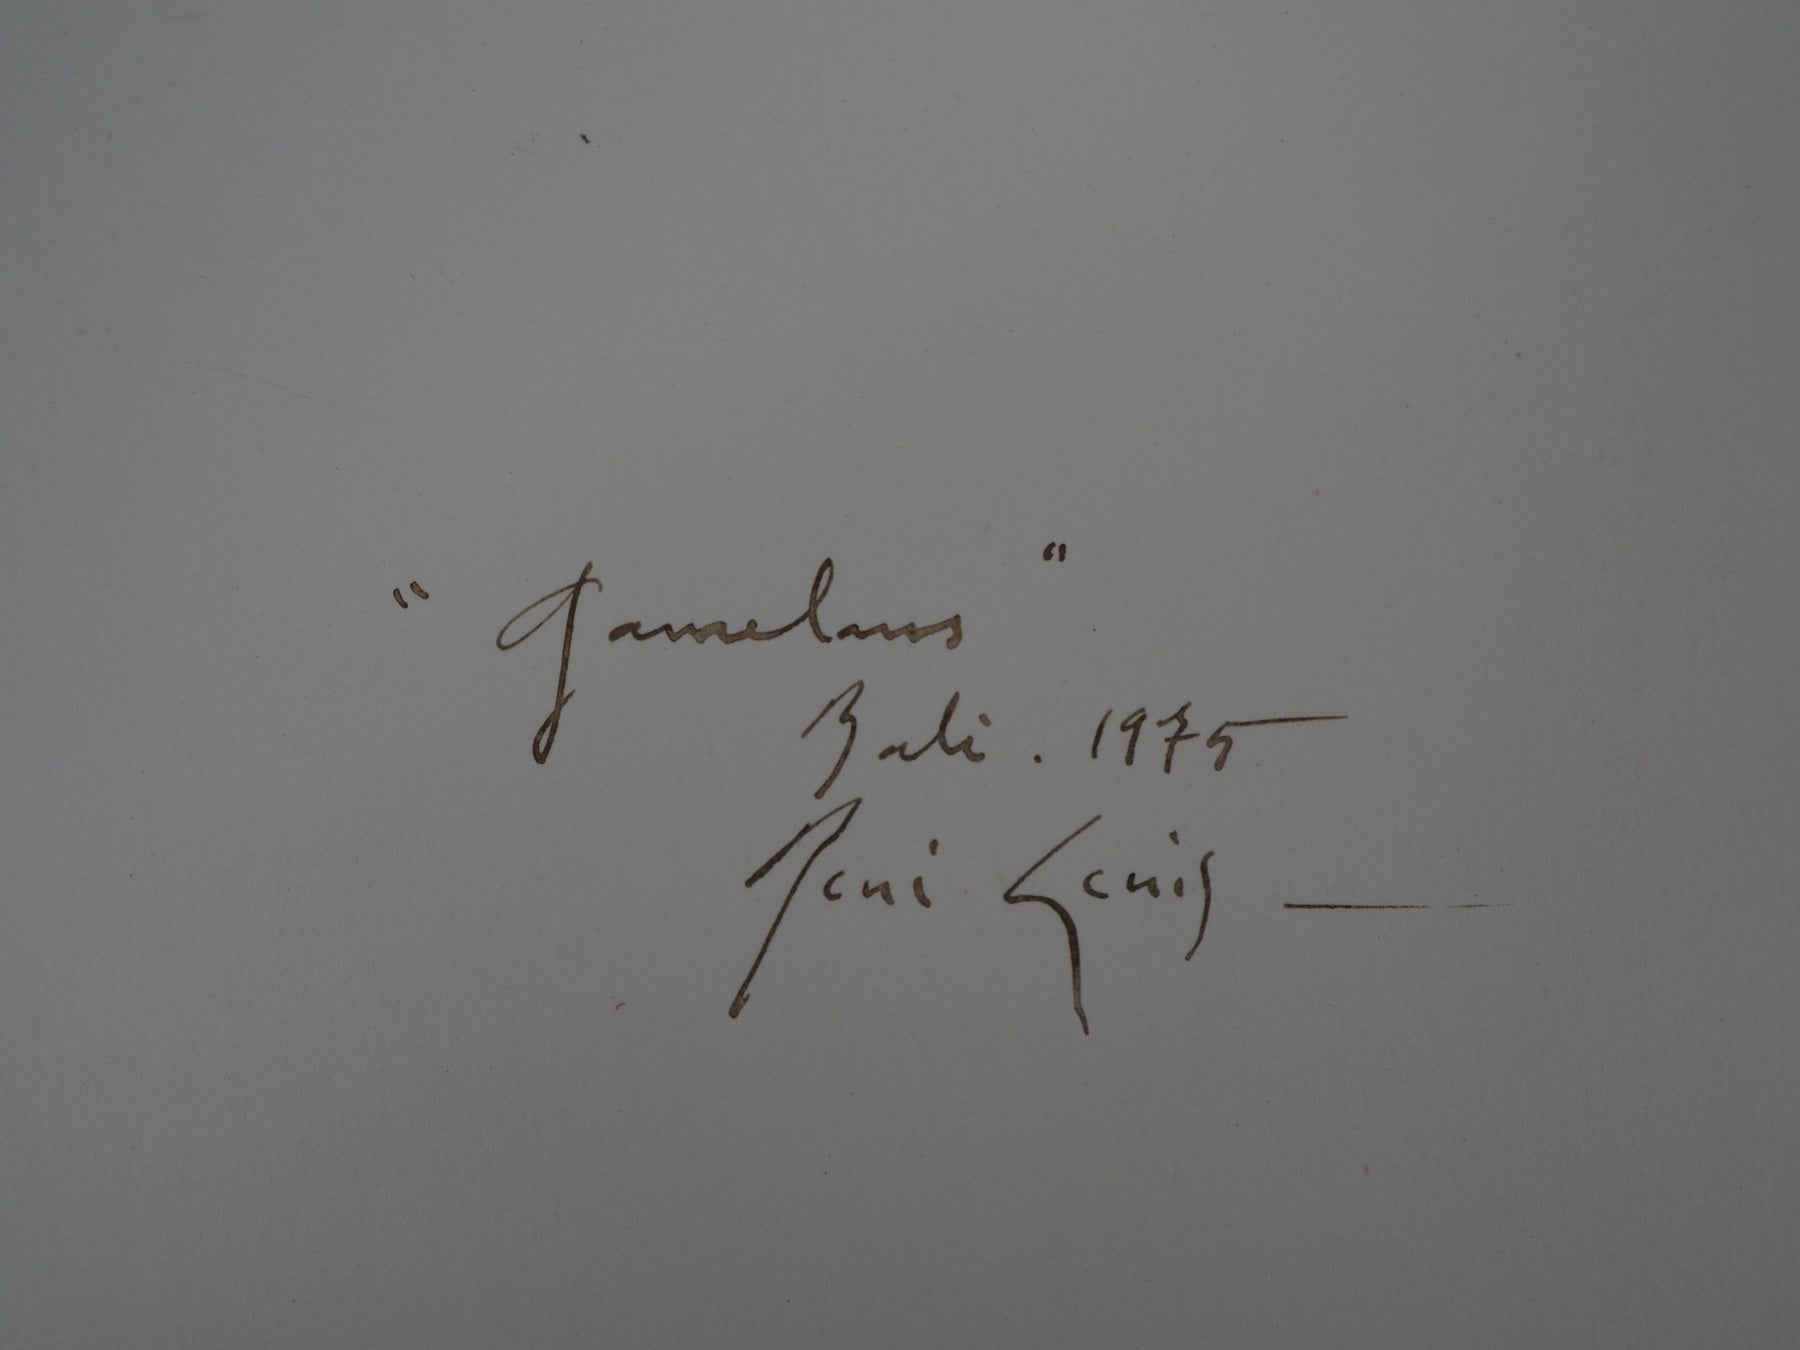 “ Gamelans “
Bali . 1975
René Genis